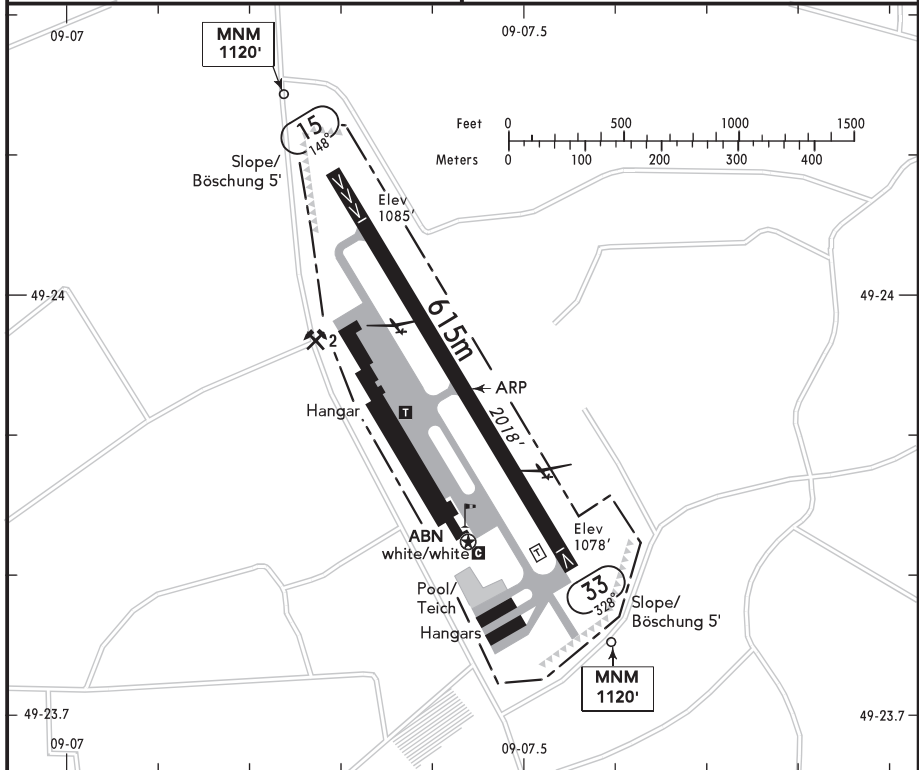 09-07
09-07.5
MNM
1120'
15
148°
Feet 0 500 1000 1500
Meters 0 100 200 300 400
Slope/
Böschung 5'
Elev
1085'
49-24
49-24
615m
2
ARP
Hangar
T
2018'
ABN
white/white C
Elev
1078'
T
Pool/
Teich
33
328°
Slope/
Böschung 5'
Hangars
MNM
1120'
49-23.7
49-23.7
09-07
09-07.5